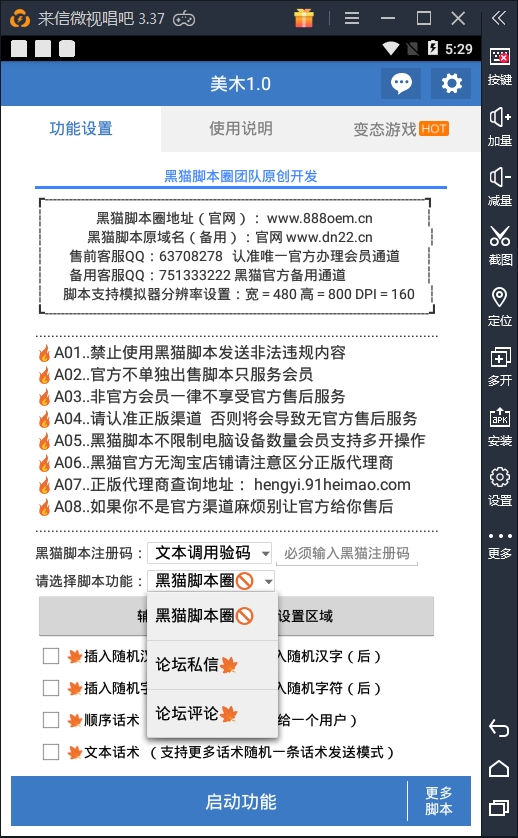 来信微视唱吧 3.37
5:29
美木1.0
功能设置
使用说明
变态游戏 HOT
黑猫脚本圈团队原创开发
黑猫脚本圈地址（官网）：www.888oem.cn
黑猫脚本原域名（备用）：官网 www.dn22.cn
售前客服QQ：63708278 认准唯一官方办理会员通道
备用客服QQ：751333222 黑猫官方备用通道
脚本支持模拟器分辨率设置：宽 = 480 高 = 800 DPI = 160
A01..禁止使用黑猫脚本发送非法违规内容
A02..官方不单独出售脚本只服务会员
A03..非官方会员一律不享受官方售后服务
A04..请认准正版渠道 否则将会导致无官方售后服务
A05..黑猫脚本不限制电脑设备数量会员支持多开操作
A06..黑猫官方无淘宝店铺请注意区分正版代理商
A07..正版代理商查询地址： hengyi.91heimao.com
A08..如果你不是官方渠道麻烦别让官方给你售后
黑猫脚本注册码：
文本调用验码
必须输入黑猫注册码
请选择脚本功能：
黑猫脚本圈
黑猫脚本圈
论坛私信
论坛评论
设置区域
插入随机
入随机汉字（后）
插入随机
入随机字符（后）
顺序话术
给一个用户）
文本话术 （支持更多话术随机一条话术发送模式）
启动功能
更多
脚本
按键
加量
减量
截图
定位
多开
APK
安装
设置
更多